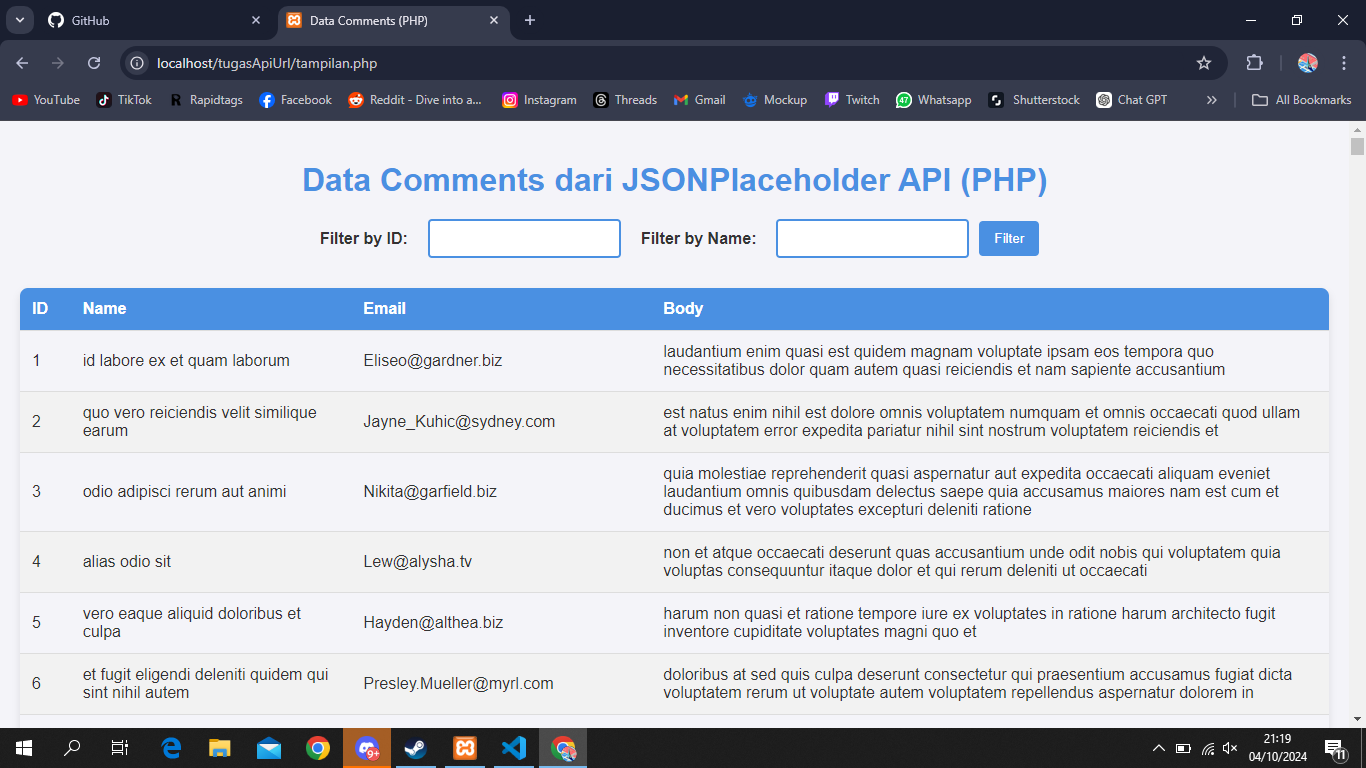 GitHub
Data Comments (PHP)
localhost/tugasApiUrl/tampilan.php
YouTube TikTok Rapidtags Facebook Reddit - Dive into a... Instagram Threads Gmail Mockup Twitch 47 Whatsapp Shutterstock Chat GPT » All Bookmarks
Data Comments dari JSONPlaceholder API (PHP)
Filter by ID: Filter by Name: Filter
ID Name Email Body
1 id labore ex et quam laborum Eliseo@gardner.biz laudantium enim quasi est quidem magnam voluptate ipsam eos tempora quo
necessitatibus dolor quam autem quasi reiciendis et nam sapiente accusantium
2 quo vero reiciendis velit similique
earum Jayne_Kuhic@sydney.com est natus enim nihil est dolore omnis voluptatem numquam et omnis occaecati quod ullam
at voluptatem error expedita pariatur nihil sint nostrum voluptatem reiciendis et
3 odio adipisci rerum aut animi Nikita@garfield.biz quia molestiae reprehenderit quasi aspernatur aut expedita occaecati aliquam eveniet
laudantium omnis quibusdam delectus saepe quia accusamus maiores nam est cum et
ducimus et vero voluptates excepturi deleniti ratione
4 alias odio sit Lew@alysha.tv non et atque occaecati deserunt quas accusantium unde odit nobis qui voluptatem quia
voluptas consequuntur itaque dolor et qui rerum deleniti ut occaecati
5 vero eaque aliquid doloribus et
culpa Hayden@althea.biz harum non quasi et ratione tempore iure ex voluptates in ratione harum architecto fugit
inventore cupiditate voluptates magni quo et
6 et fugit eligendi deleniti quidem qui
sint nihil autem Presley.Mueller@myrl.com doloribus at sed quis culpa deserunt consectetur qui praesentium accusamus fugiat dicta
voluptatem rerum ut voluptate autem voluptatem repellendus aspernatur dolorem in
9+
21:19
04/10/2024
11